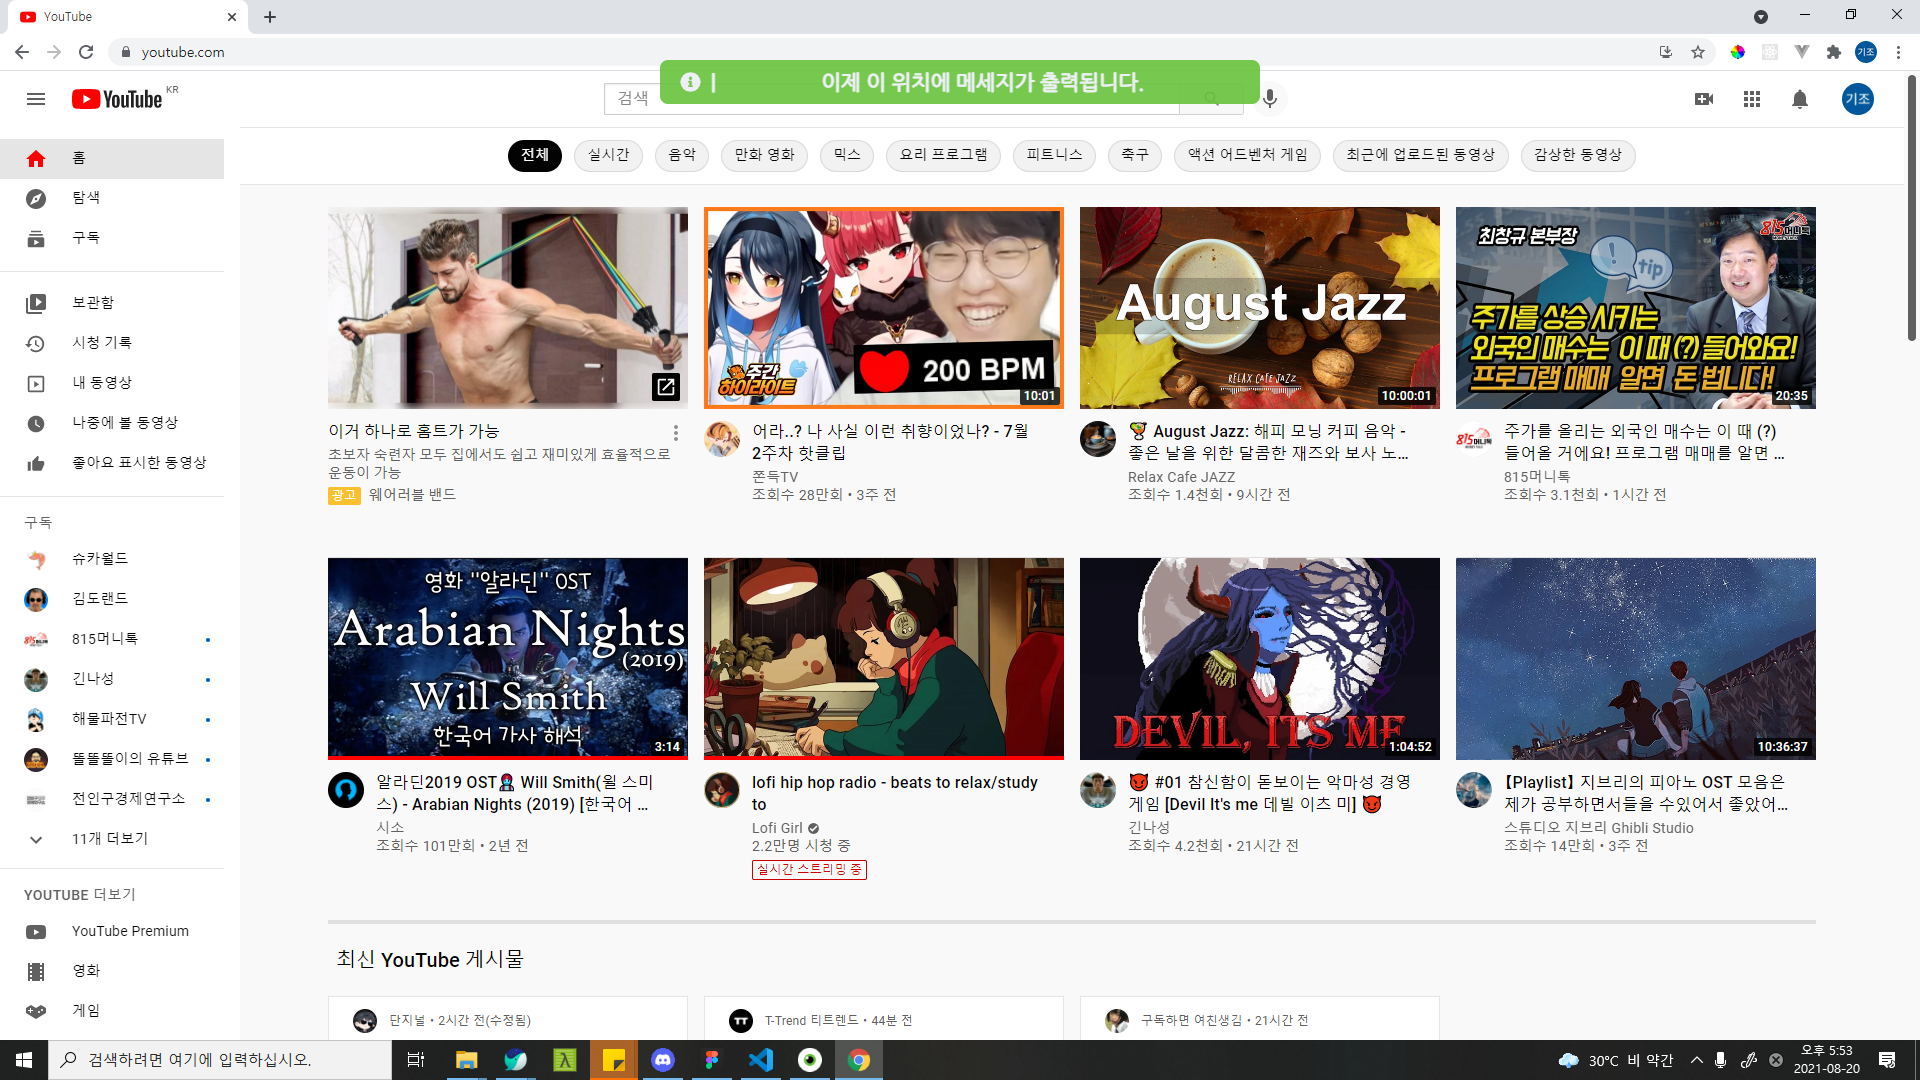 YouTube
youtube.com
기조
이제 이 위치에 메세지가 출력됩니다.
YouTube KR
검색
기조
홈
탐색
구독
보관함
시청 기록
내 동영상
나중에 볼 동영상
좋아요 표시한 동영상
구독
슈카월드
김도랜드
815머니톡
긴나성
해물파전TV
똘똘똘이의 유튜브
전인구경제연구소
11개 더보기
YOUTUBE 더보기
YouTube Premium
영화
게임
전체
실시간
음악
만화 영화
믹스
요리 프로그램
피트니스
축구
액션 어드벤처 게임
최근에 업로드된 동영상
감상한 동영상
이거 하나로 홈트가 가능
초보자 숙련자 모두 집에서도 쉽고 재미있게 효율적으로
운동이 가능
광고 웨어러블 밴드
주간
하이라이트
200 BPM
10:01
어라..? 나 사실 이런 취향이었나? - 7월
2주차 핫클립
쫀득TV
조회수 28만회 • 3주 전
August Jazz
RELAX CAFE JAZZ
10:00:01
🍹 August Jazz: 해피 모닝 커피 음악 -
좋은 날을 위한 달콤한 재즈와 보사 노...
Relax Cafe JAZZ
조회수 1.4천회 • 9시간 전
최창규 본부장
815머니톡
tip
주가를 상승 시키는
외국인 매수는 이 때(?) 들어와요!
프로그램 매매 알면 돈 법니다!
20:35
815머니톡
주가를 올리는 외국인 매수는 이 때 (?)
들어올 거에요! 프로그램 매매를 알면 ...
815머니톡
조회수 3.1천회 • 1시간 전
영화 "알라딘" OST
Arabian Nights
(2019)
Will Smith
한국어 가사 해석
3:14
알라딘2019 OST🧞‍♂️ Will Smith(윌 스미
스) - Arabian Nights (2019) [한국어 ...
시소
조회수 101만회 • 2년 전
lofi hip hop radio - beats to relax/study
to
Lofi Girl
2.2만명 시청 중
실시간 스트리밍 중
DEVIL, ITS ME
1:04:52
😈 #01 참신함이 돋보이는 악마성 경영
게임 [Devil It's me 데빌 이츠 미] 😈
긴나성
조회수 4.2천회 • 21시간 전
10:36:37
【Playlist】 지브리의 피아노 OST 모음은
제가 공부하면서들을 수있어서 좋았어...
스튜디오 지브리 Ghibli Studio
조회수 14만회 • 3주 전
최신 YouTube 게시물
단지널 • 2시간 전(수정됨)
TT
T-Trend 티트렌드 • 44분 전
구독하면 여친생김 • 21시간 전
검색하려면 여기에 입력하십시오.
30°C 비 약간
오후 5:53
2021-08-20